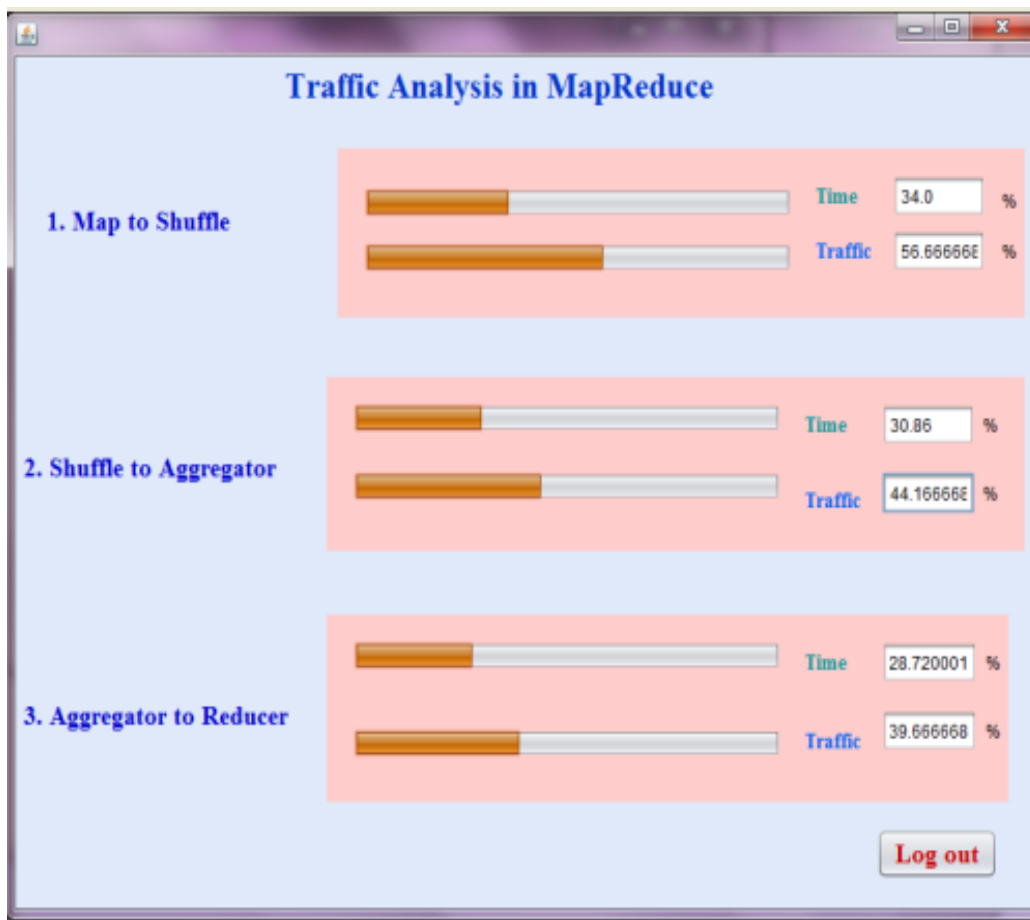 Traffic Analysis in MapReduce
1. Map to Shuffle
Time 34.0 %
Traffic 56.666668 %
2. Shuffle to Aggregator
Time 30.86 %
Traffic 44.166668 %
3. Aggregator to Reducer
Time 28.720001 %
Traffic 39.666668 %
Log out